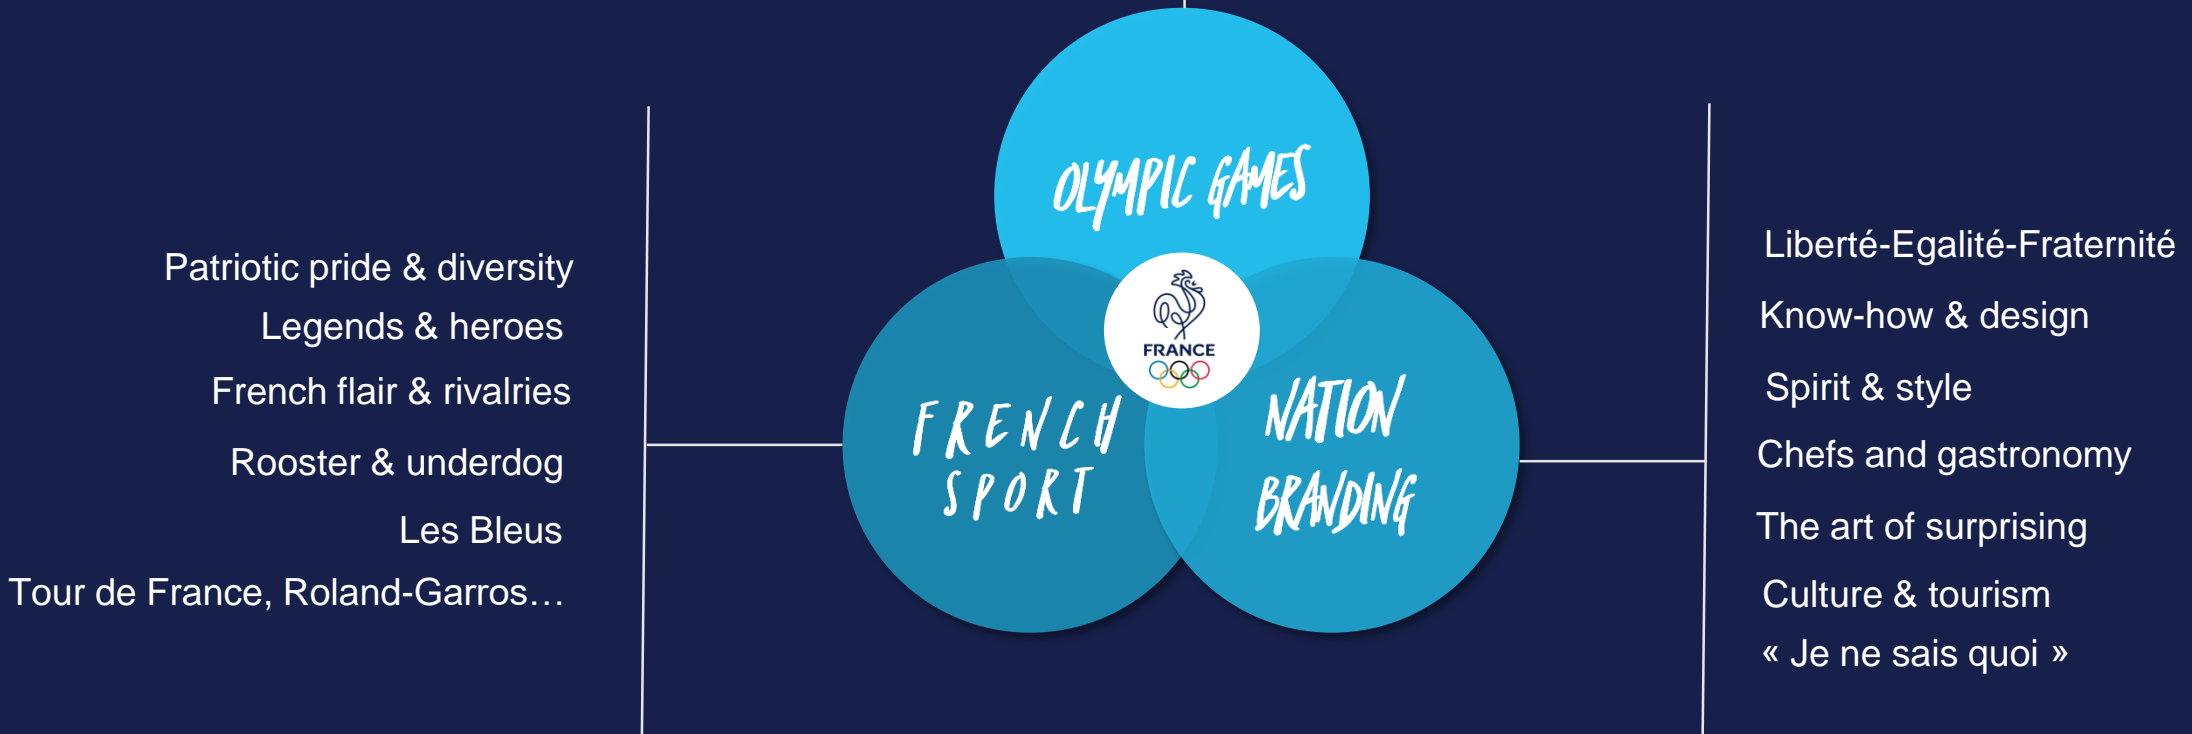 OLYMPIC GAMES
Patriotic pride & diversity
Legends & heroes
French flair & rivalries
Rooster & underdog
Les Bleus
Tour de France, Roland-Garros…
FRANCE
FRENCH
SPORT
NATION
BRANDING
Liberté-Egalité-Fraternité
Know-how & design
Spirit & style
Chefs and gastronomy
The art of surprising
Culture & tourism
« Je ne sais quoi »